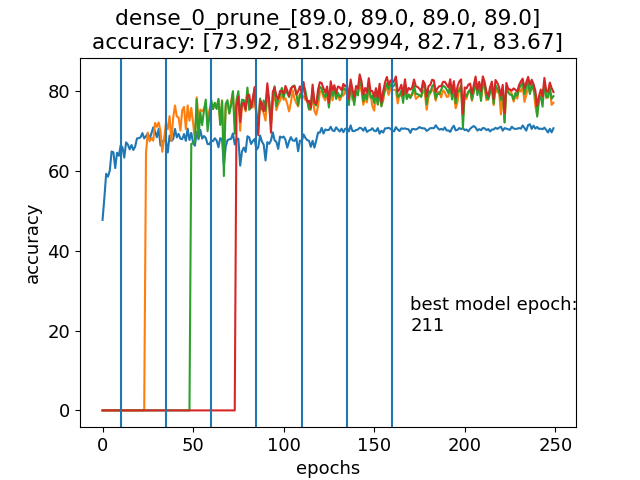 dense_0_prune_[89.0, 89.0, 89.0, 89.0]
accuracy: [73.92, 81.829994, 82.71, 83.67]
80
60
40
20
0
accuracy
best model epoch:
211
0 50 100 150 200 250
epochs